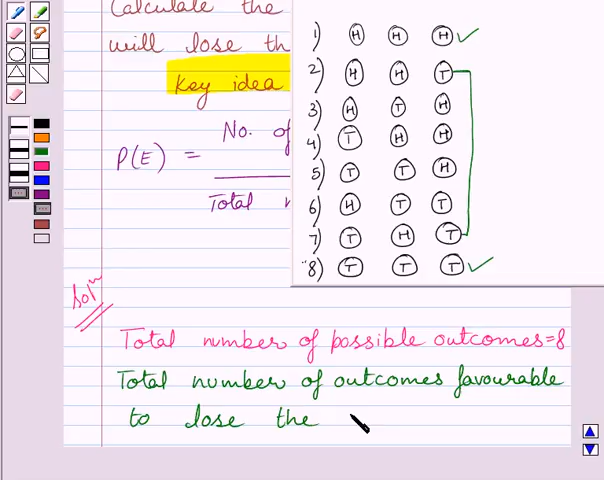 Calculate the
will lose th
key idea
P(E) = No. of
Total
1) H H H ✓
2) H H T
3) H T H
4) T H H
5) T T H
6) H T T
7) T H T
8) T T T ✓
Solⁿ
Total number of possible outcomes=8
Total number of outcomes favourable
to lose the